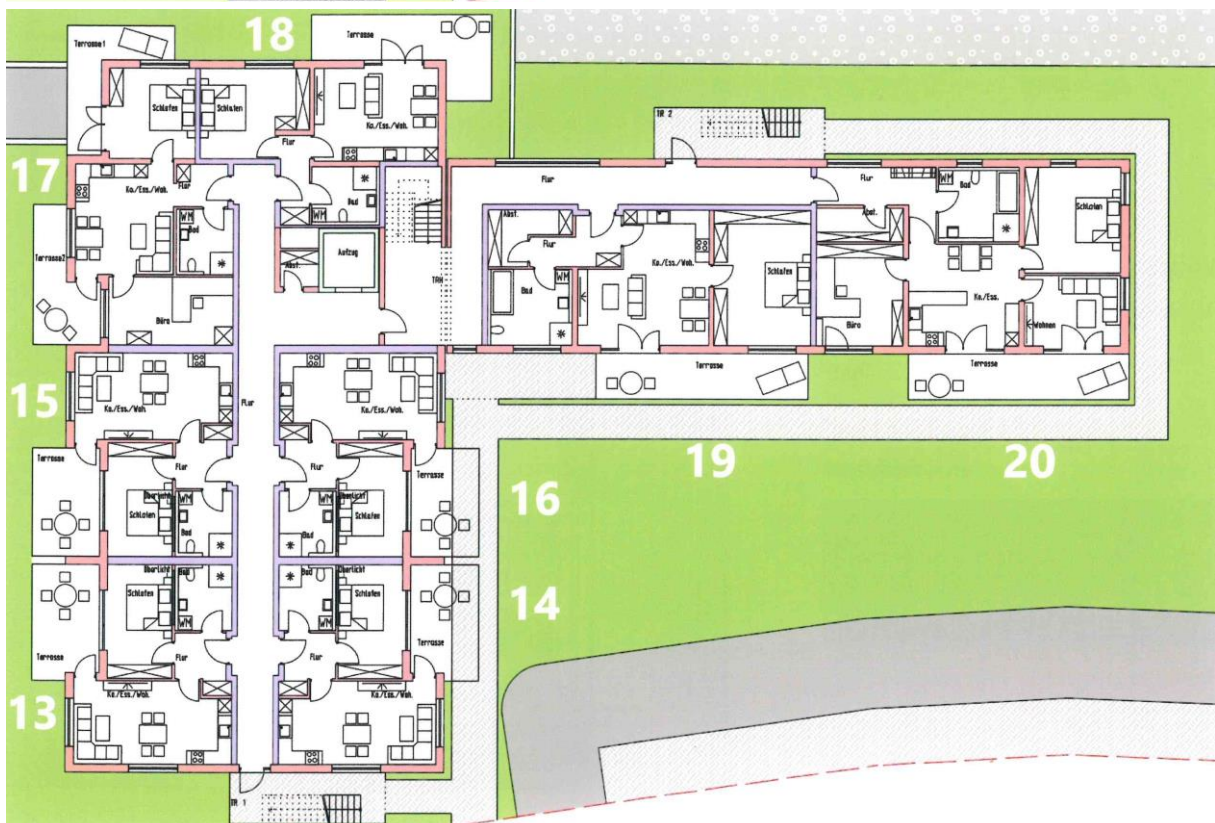 18
Terrasse1
Terrasse
Schlafen
Schlafen
Ko./Ess./Woh.
Flur
TR 2
17
Ko./Ess./Woh.
Flur
WM
Bad
WM
Bad
Terrasse2
Büro
Abst.
Aufzug
TRH
Flur
Abst.
Flur
WM
Bad
Ko./Ess./Woh.
Schlafen
Flur
WM
Bad
Abst.
Schlafen
Büro
Ko./Ess.
Wohnen
Terrasse
Terrasse
19
20
15
Ko./Ess./Woh.
Flur
Ko./Ess./Woh.
Terrasse
Flur
Flur
Terrasse
Oberlicht
WM
WM
Oberlicht
Schlafen
Bad
Bad
Schlafen
16
Oberlicht
Bad
Bad
Oberlicht
Schlafen
WM
WM
Schlafen
14
Terrasse
Flur
Flur
Terrasse
Ko./Ess./Woh.
Ko./Ess./Woh.
13
TR 1